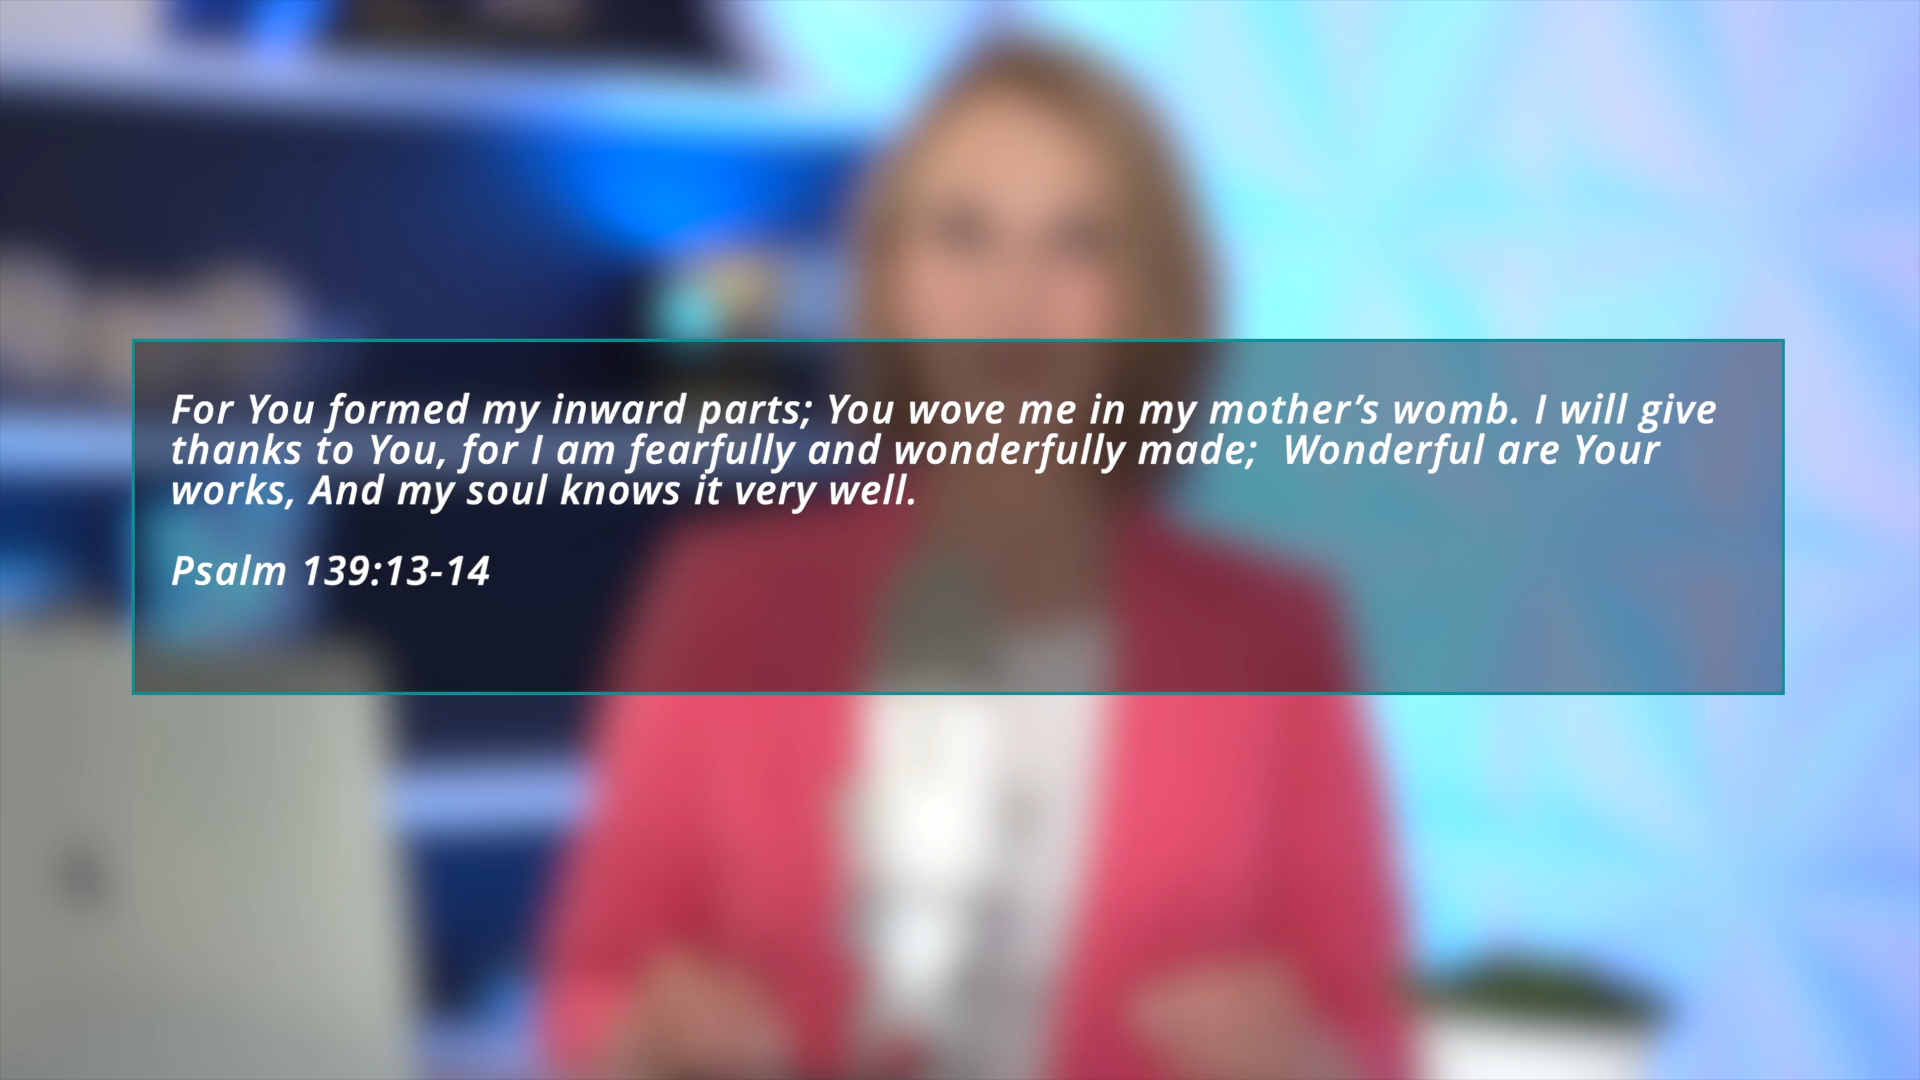 For You formed my inward parts; You wove me in my mother’s womb. I will give
thanks to You, for I am fearfully and wonderfully made;  Wonderful are Your
works, And my soul knows it very well.
Psalm 139:13-14